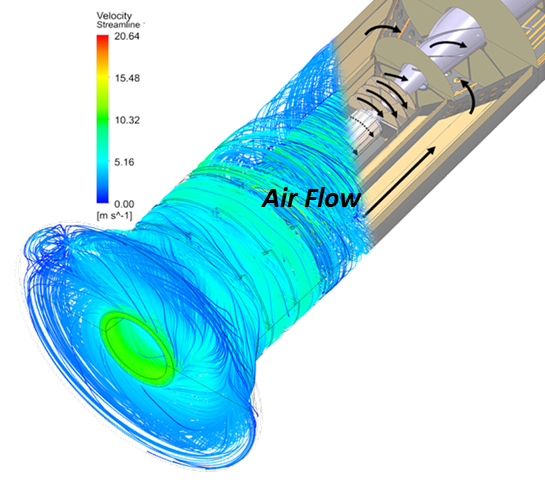 Velocity
Streamline
20.64
15.48
10.32
5.16
0.00
[m s^-1]
Air Flow